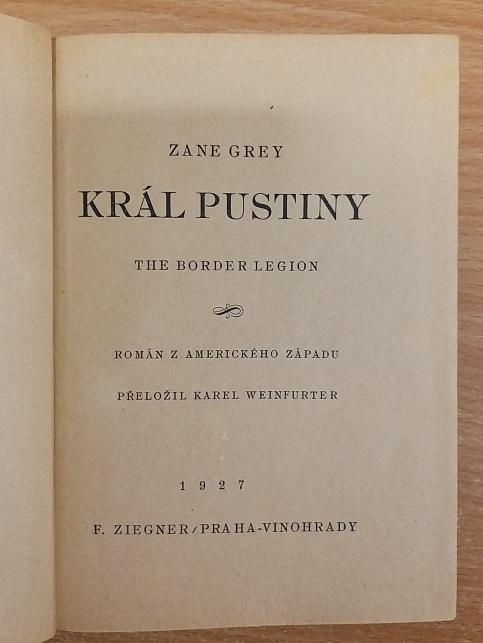 ZANE GREY
KRÁL PUSTINY
THE BORDER LEGION
ROMÁN Z AMERICKÉHO ZÁPADU
PŘELOŽIL KAREL WEINFURTER
1927
F. ZIEGNER/PRAHA-VINOHRADY